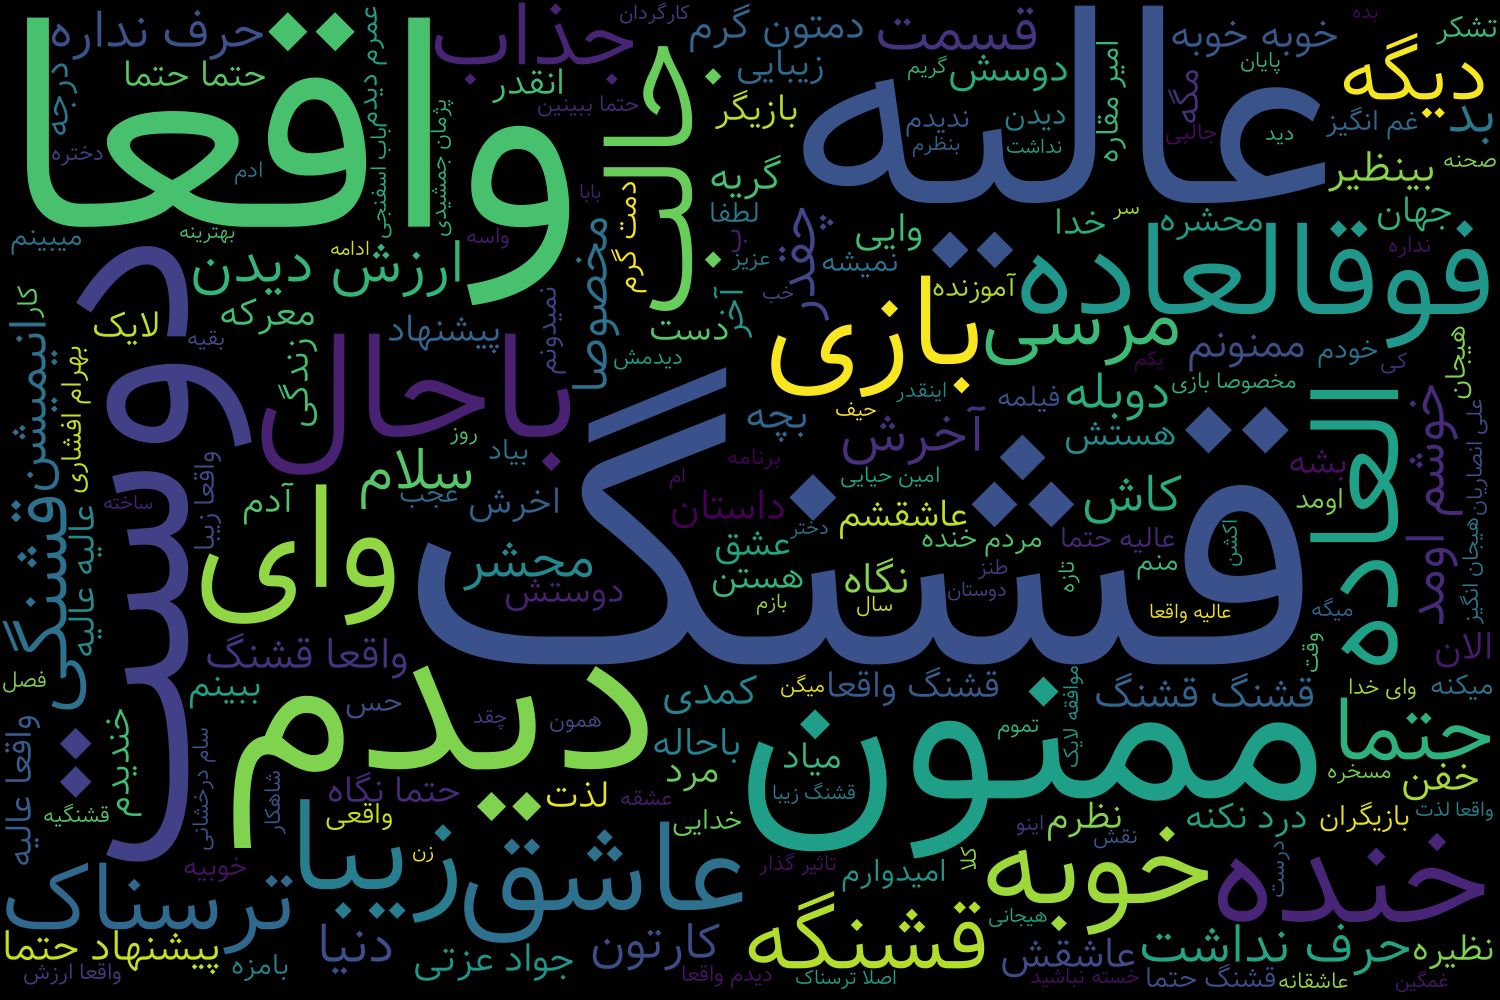 واقعا
عالیه
قشنگ
دوست
جالب
جذاب
حرف نداره
حتما حتما
درجه
دختره
ادم
عمرم دیدم
باب اسفنجی
پژمان جمشیدی
کارگردان
انقدر
حتما ببینین
دمتون گرم
زیبایی
بازیگر
قسمت
دوسش
گریم
ندیدم
بنظرم
دیدن
نداشت
امیر مقاره
خوبه خوبه
مگه
جالبی
پایان
دید
بده
تشکر
دیگه
بد
غم انگیز
صحنه
بینظیر
جهان
نداره
محشره
خدا
سر
گریه
لطفا
بابا
دمت گرم
مخصوصا
بی
عزیز
چقدر
وایی
نمیشه
خب
آخر
آموزنده
فوقالعاده
میبینم
بهترینه
ادامه
ارزش دیدن
واسه
کار
انیمیشن
لایک
معرکه
بقیه
پیشنهاد
نمیدونم
دست
دیدمش
بازی
مرسی
ممنونم
خودم
کی
یکم
هیجان
بهرام افشاری
زندگی
باحال
روز
بیاد
بچه
حیف
اینقدر
فیلمه
دوبله
مخصوصا بازی
العاده
خوشم اومد
علی انصاریان
آخرش
هستش
برنامه
ام
امین حیایی
بشه
اومد
کاش
سلام
عجب
اخرش
آدم
واقعا زیبا
ساخته
قشنگی
عالیه عالیه
وای
محشر
دوستش
داستان
عاشقشم
دختر
عشق
هستن
بازم
نگاه
سال
مردم خنده
طنز
دوستان
تازه
عالیه حتما
منم
اکشن
عالیه واقعا
میگه
هیجان انگیز
الان
وقت
فصل
واقعا عالیه
خندیدم
ببینم
واقعا قشنگ
حس
چقد
همون
دیدم
کمدی
باحاله
مرد
میگن
قشنگ واقعا
میاد
ممنون
تموم
موافقه لایک
قشنگ قشنگ
وای خدا
میکنه
حتما
مسخره
خفن
قشنگیه
سام درخشانی
شاهکار
حتما نگاه
واقعی
لذت
عشقه
خدایی
قشنگ زیبا
نظرم
اینو
نقش
درد نکنه
بازیگران
واقعا لذت
خوبیه
زیبا
زن
عاشق
تاثیر گذار
امیدوارم
کلا
خوبه
درست
خنده
ترسناک
پیشنهاد حتما
واقعا ارزش
بامزه
دنیا
جواد عزتی
کارتون
دیدم واقعا
قشنگه
اصلا ترسناک
هیجانی
عاشقش
خسته نباشید
حرف نداشت
قشنگ حتما
عاشقانه
غمگین
نظیره